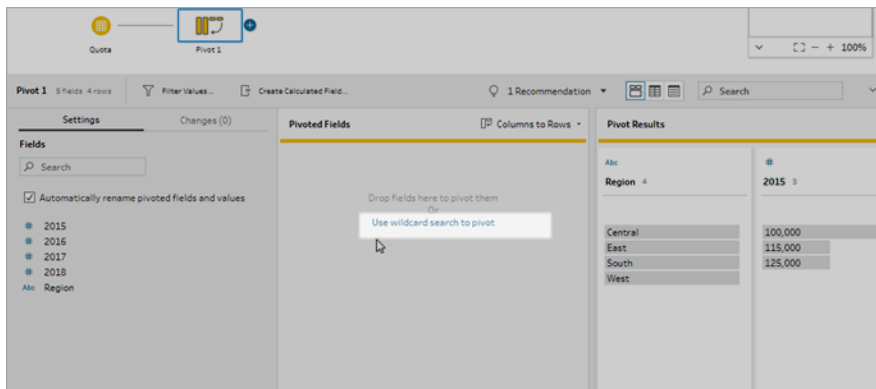 Quota
Pivot 1
100%
Pivot 1 5 fields 4 rows
Filter Values...
Create Calculated Field...
1 Recommendation
Search
Settings
Changes (0)
Fields
Search
Automatically rename pivoted fields and values
# 2015
# 2016
# 2017
# 2018
Abc Region
Pivoted Fields
Columns to Rows
Drop fields here to pivot them
Or
Use wildcard search to pivot
Pivot Results
Abc
Region 4
Central
East
South
West
#
2015 3
100,000
115,000
125,000